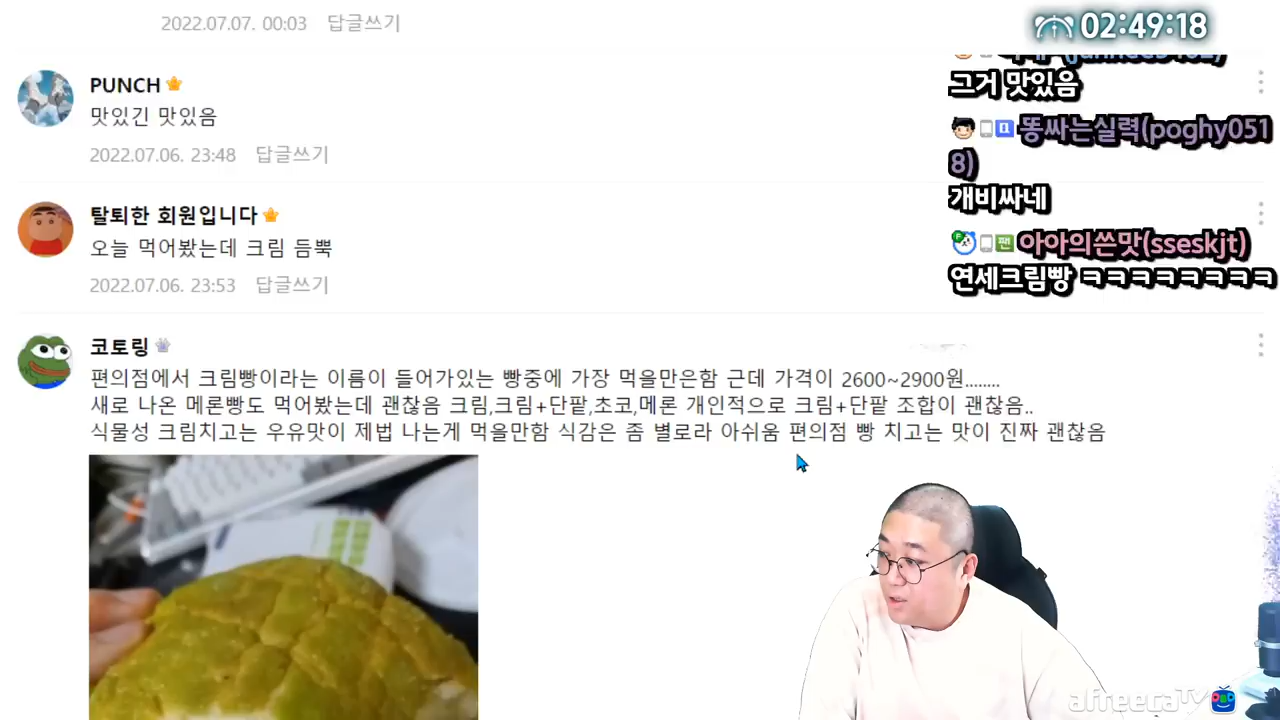 2022.07.07. 00:03 답글쓰기
02:49:18
PUNCH
맛있긴 맛있음
2022.07.06. 23:48 답글쓰기
탈퇴한 회원입니다
오늘 먹어봤는데 크림 듬뿍
2022.07.06. 23:53 답글쓰기
코토링
편의점에서 크림빵이라는 이름이 들어가있는 빵중에 가장 먹을만은함 근데 가격이 2600~2900원........
새로 나온 메론빵도 먹어봤는데 괜찮음 크림,크림+단팥,초코,메론 개인적으로 크림+단팥 조합이 괜찮음..
식물성 크림치고는 우유맛이 제법 나는게 먹을만함 식감은 좀 별로라 아쉬움 편의점 빵 치고는 맛이 진짜 괜찮음
그거 맛있음
똥싸는실력(poghy051
8)
개비싸네
아아의쓴맛(sseskjt)
연세크림빵 ㅋㅋㅋㅋㅋㅋㅋㅋ
afreecaTV